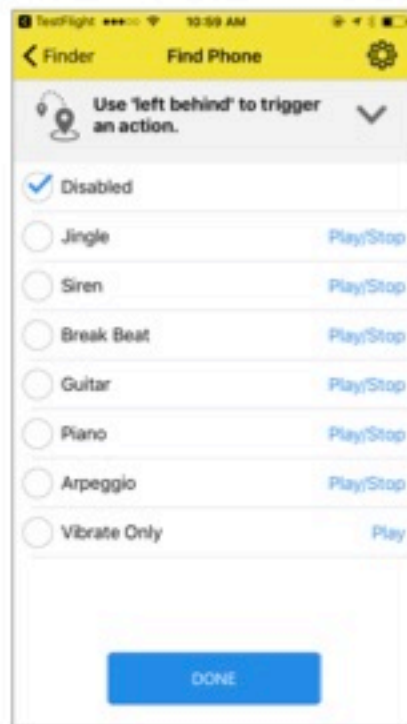 TestFlight 10:59 AM
Finder Find Phone
Use 'left behind' to trigger
an action.
Disabled
Jingle Play/Stop
Siren Play/Stop
Break Beat Play/Stop
Guitar Play/Stop
Piano Play/Stop
Arpeggio Play/Stop
Vibrate Only Play
DONE